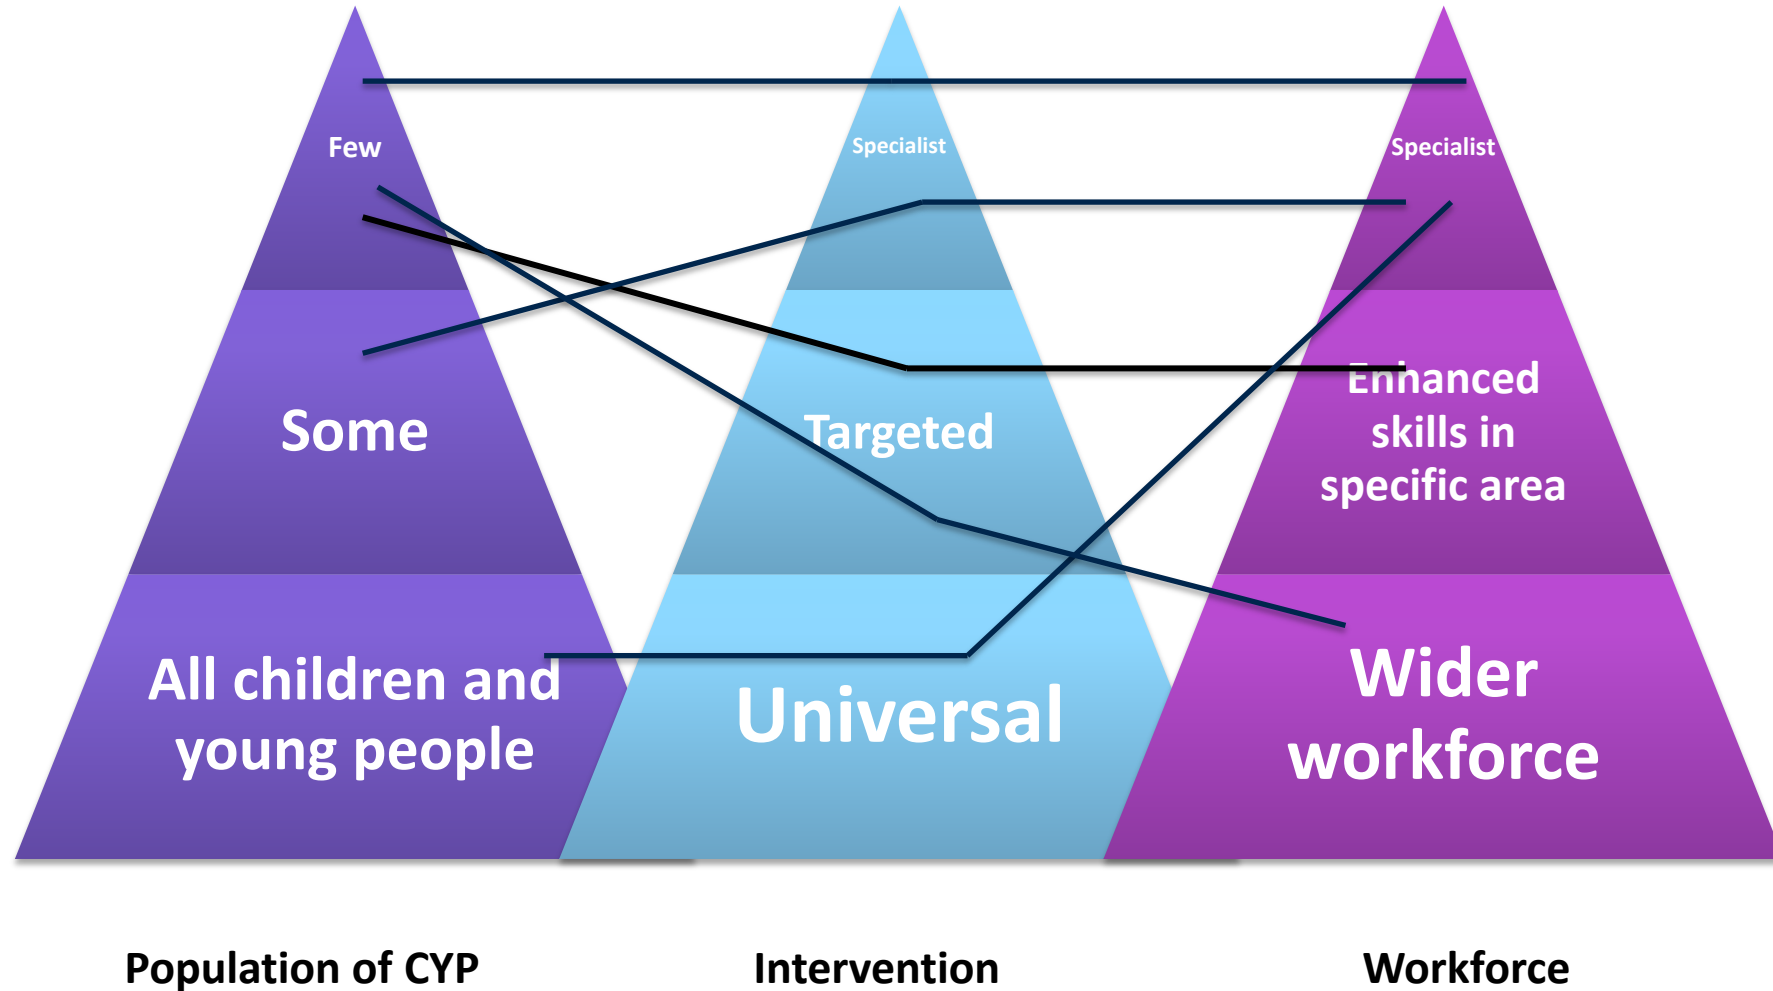 Few
Some
All children and
young people
Specialist
Targeted
Universal
Specialist
Enhanced
skills in
specific area
Wider
workforce
Population of CYP
Intervention
Workforce